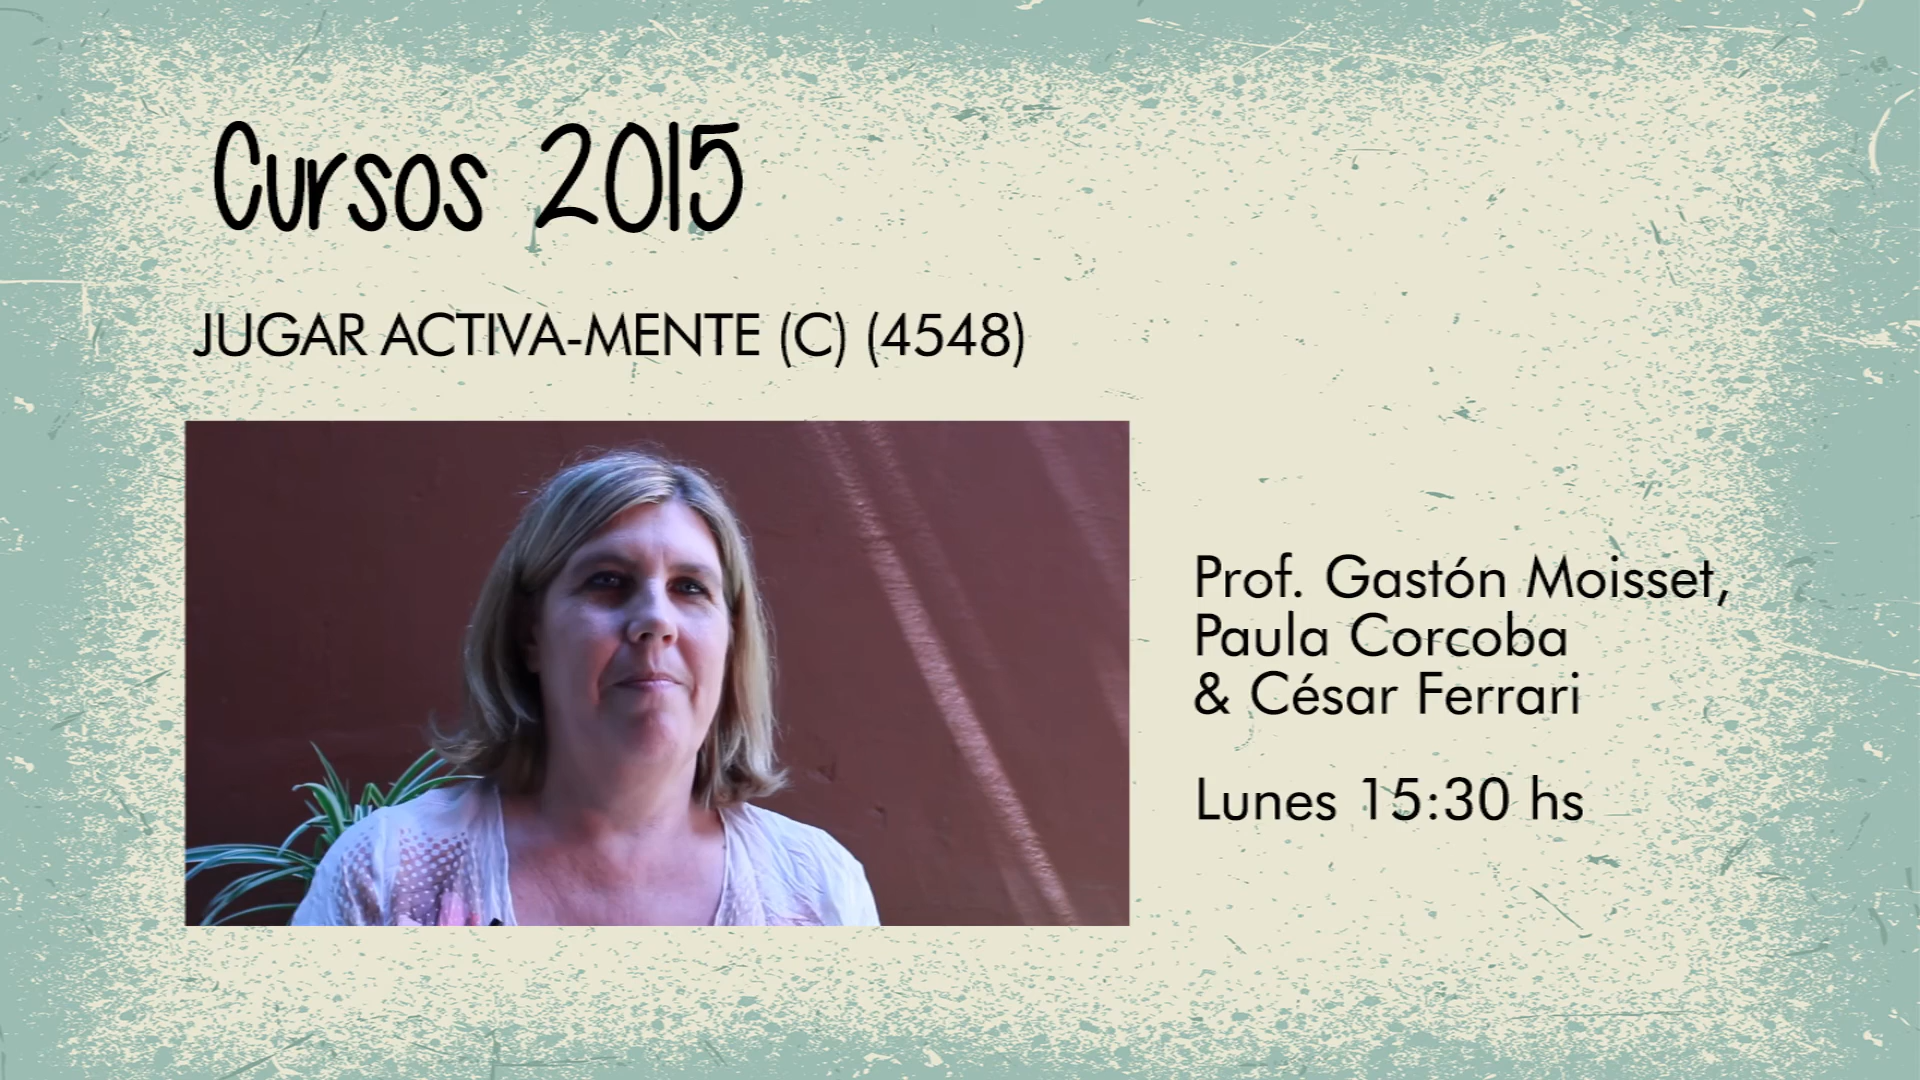 Cursos 2015
JUGAR ACTIVA-MENTE (C) (4548)
Prof. Gastón Moisset,
Paula Corcoba
& César Ferrari
Lunes 15:30 hs